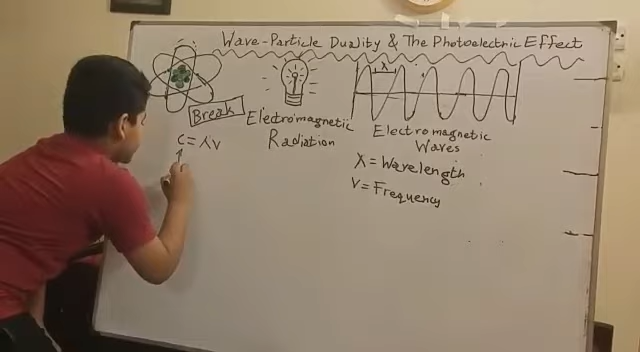 Wave-Particle Duality & The Photoelectric Effect
λ
Break
Electromagnetic
Radiation
Electromagnetic
Waves
C = λν
λ = Wavelength
ν = Frequency